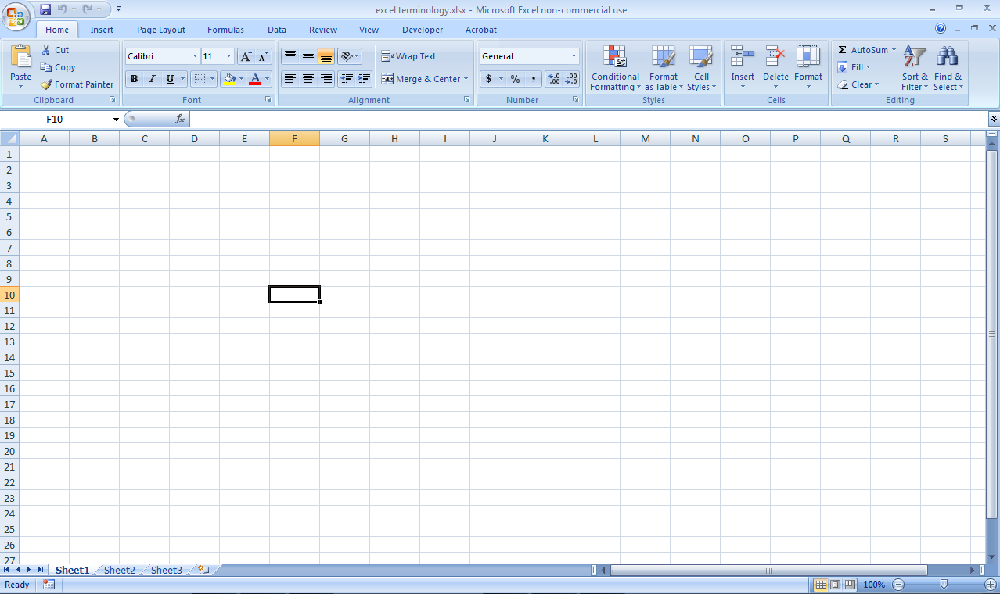 excel terminology.xlsx - Microsoft Excel non-commercial use
Home Insert Page Layout Formulas Data Review View Developer Acrobat
Paste
Cut
Copy
Format Painter
Clipboard
Calibri 11
B I U A
Font
Wrap Text
Merge & Center
Alignment
General
$ % , .00 .00
Number
Conditional Formatting
Format as Table
Cell Styles
Styles
Insert Delete Format
Cells
Σ AutoSum
Fill
Clear
Sort & Filter
Find & Select
Editing
F10 fx
A B C D E F G H I J K L M N O P Q R S
1
2
3
4
5
6
7
8
9
10
11
12
13
14
15
16
17
18
19
20
21
22
23
24
25
26
27
Sheet1 Sheet2 Sheet3
Ready 100%